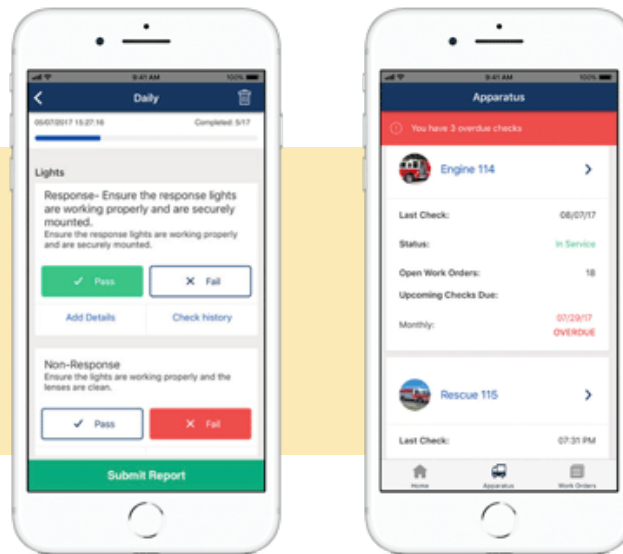 9:41 AM
100%
Daily
05/07/2017 15:27:16
Completed: 5/17
Lights
Response- Ensure the response lights
are working properly and are securely
mounted.
Ensure the response lights are working properly
and are securely mounted.
Pass
Fail
Add Details
Check history
Non-Response
Ensure the lights are working properly and the
lenses are clean.
Pass
Fail
Submit Report
9:41 AM
100%
Apparatus
You have 3 overdue checks
Engine 114
Last Check: 08/07/17
Status: In Service
Open Work Orders: 18
Upcoming Checks Due:
Monthly: 07/29/17
OVERDUE
Rescue 115
Last Check: 07:31 PM
Home
Apparatus
Work Orders